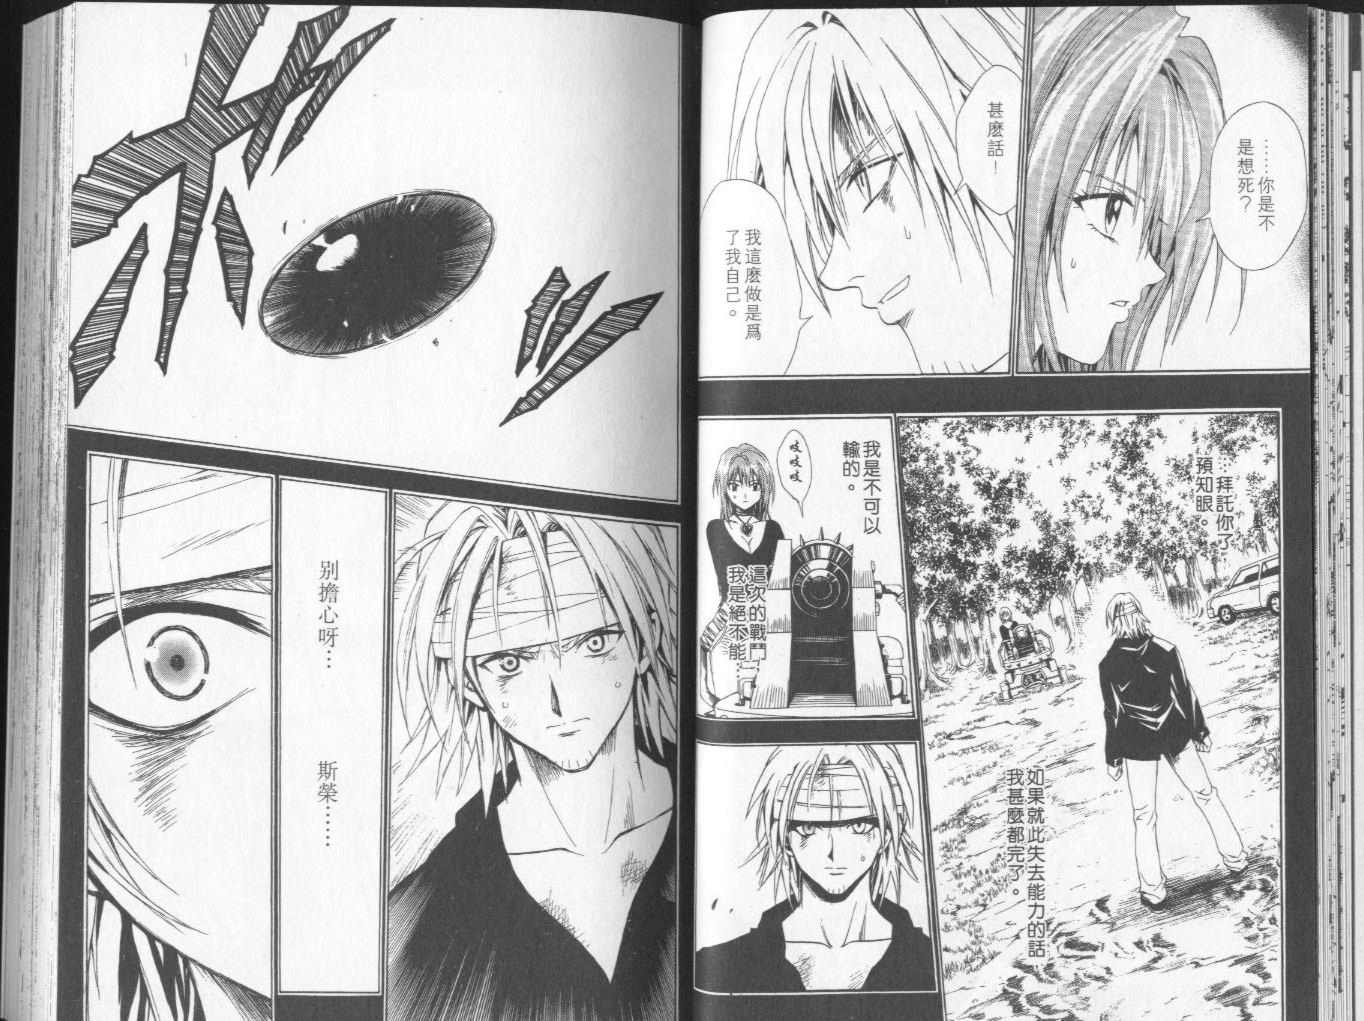 ……你是不
是想死？
甚麽話！
我這麽做是爲
了我自己。
…拜託你了，
預知眼。
如果就此失去能力的話，
我甚麼都完了。
我是不可以
輸的。
吱吱吱
這次的戰鬥，
我是絕不能…
別擔心呀…
斯榮……